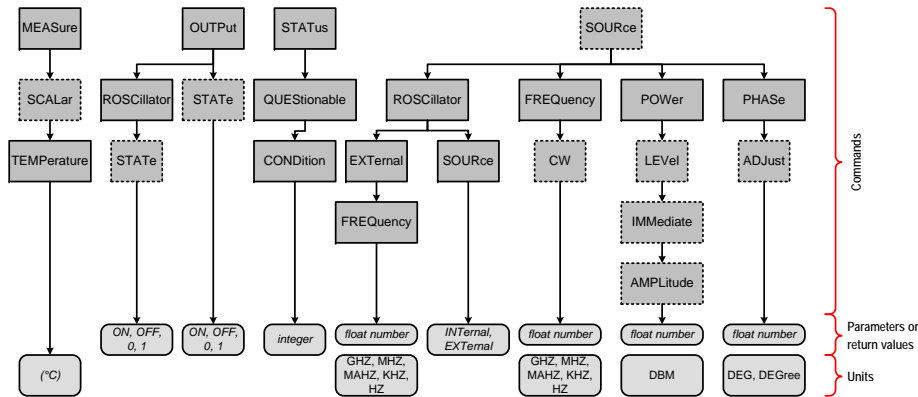 MEASure
OUTPut
STATus
SOURce
SCALar
ROSCillator
STATe
QUEStionable
ROSCillator
FREQuency
POWer
PHASe
TEMPerature
STATe
CONDition
EXTernal
SOURce
CW
LEVel
ADJust
FREQuency
IMMediate
AMPLitude
Commands
ON, OFF,
0, 1
ON, OFF,
0, 1
integer
float number
INTernal,
EXTernal
float number
float number
float number
Parameters or
return values
(°C)
GHZ, MHZ,
MAHZ, KHZ,
HZ
GHZ, MHZ,
MAHZ, KHZ,
HZ
DBM
DEG, DEGree
Units